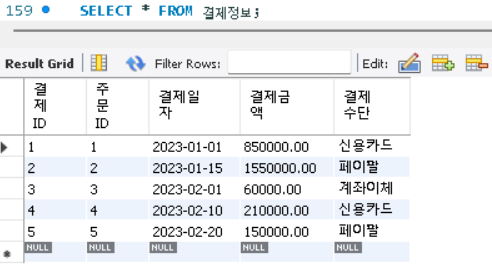 159 SELECT * FROM 결제정보;
Result Grid Filter Rows: Edit:
결제ID 주문ID 결제일자 결제금액 결제수단
1 1 2023-01-01 850000.00 신용카드
2 2 2023-01-15 1550000.00 페이팔
3 3 2023-02-01 60000.00 계좌이체
4 4 2023-02-10 210000.00 신용카드
5 5 2023-02-20 150000.00 페이팔
NULL NULL NULL NULL NULL